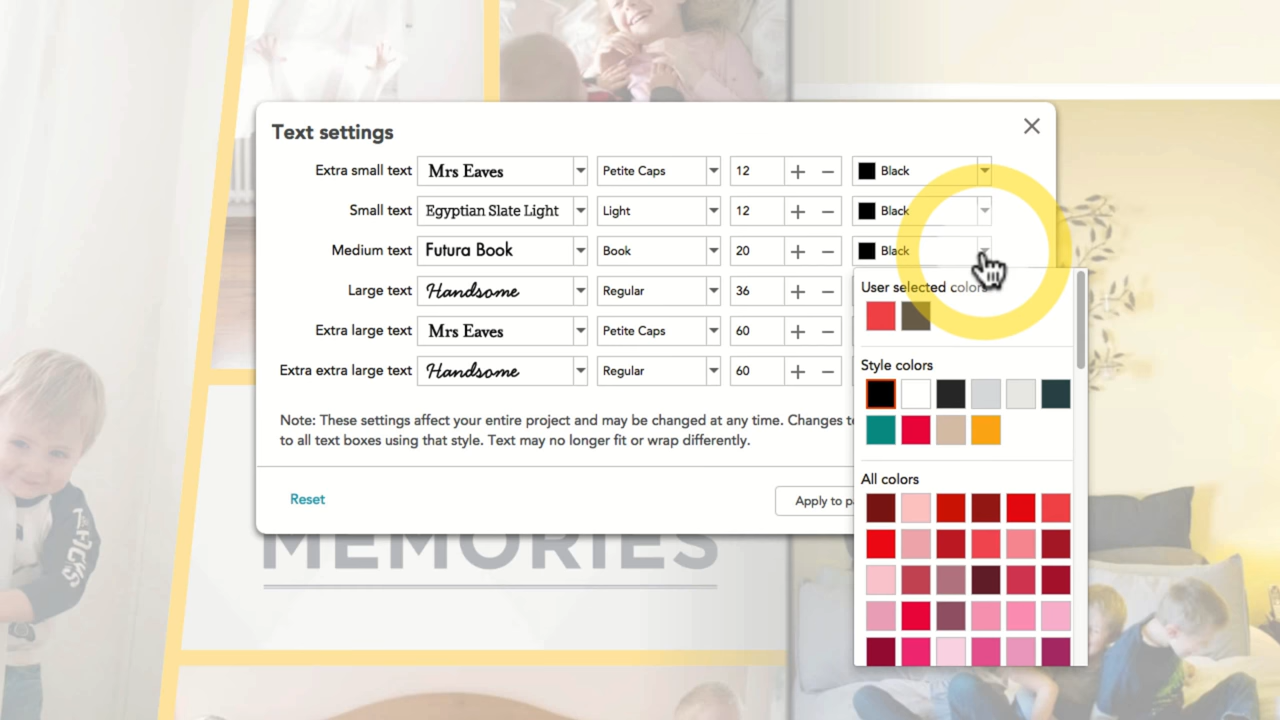 Text settings
Extra small text Mrs Eaves Petite Caps 12 + − Black
Small text Egyptian Slate Light Light 12 + − Black
Medium text Futura Book Book 20 + − Black
Large text Handsome Regular 36 + −
Extra large text Mrs Eaves Petite Caps 60 + −
Extra extra large text Handsome Regular 60 + −
User selected colors
Style colors
All colors
Note: These settings affect your entire project and may be changed at any time. Changes
to all text boxes using that style. Text may no longer fit or wrap differently.
Reset
Apply to
MEMORIES